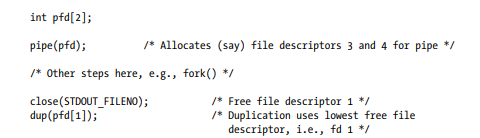 int pfd[2];
pipe(pfd);          /* Allocates (say) file descriptors 3 and 4 for pipe */
/* Other steps here, e.g., fork() */
close(STDOUT_FILENO);          /* Free file descriptor 1 */
dup(pfd[1]);                   /* Duplication uses lowest free file
                                  descriptor, i.e., fd 1 */